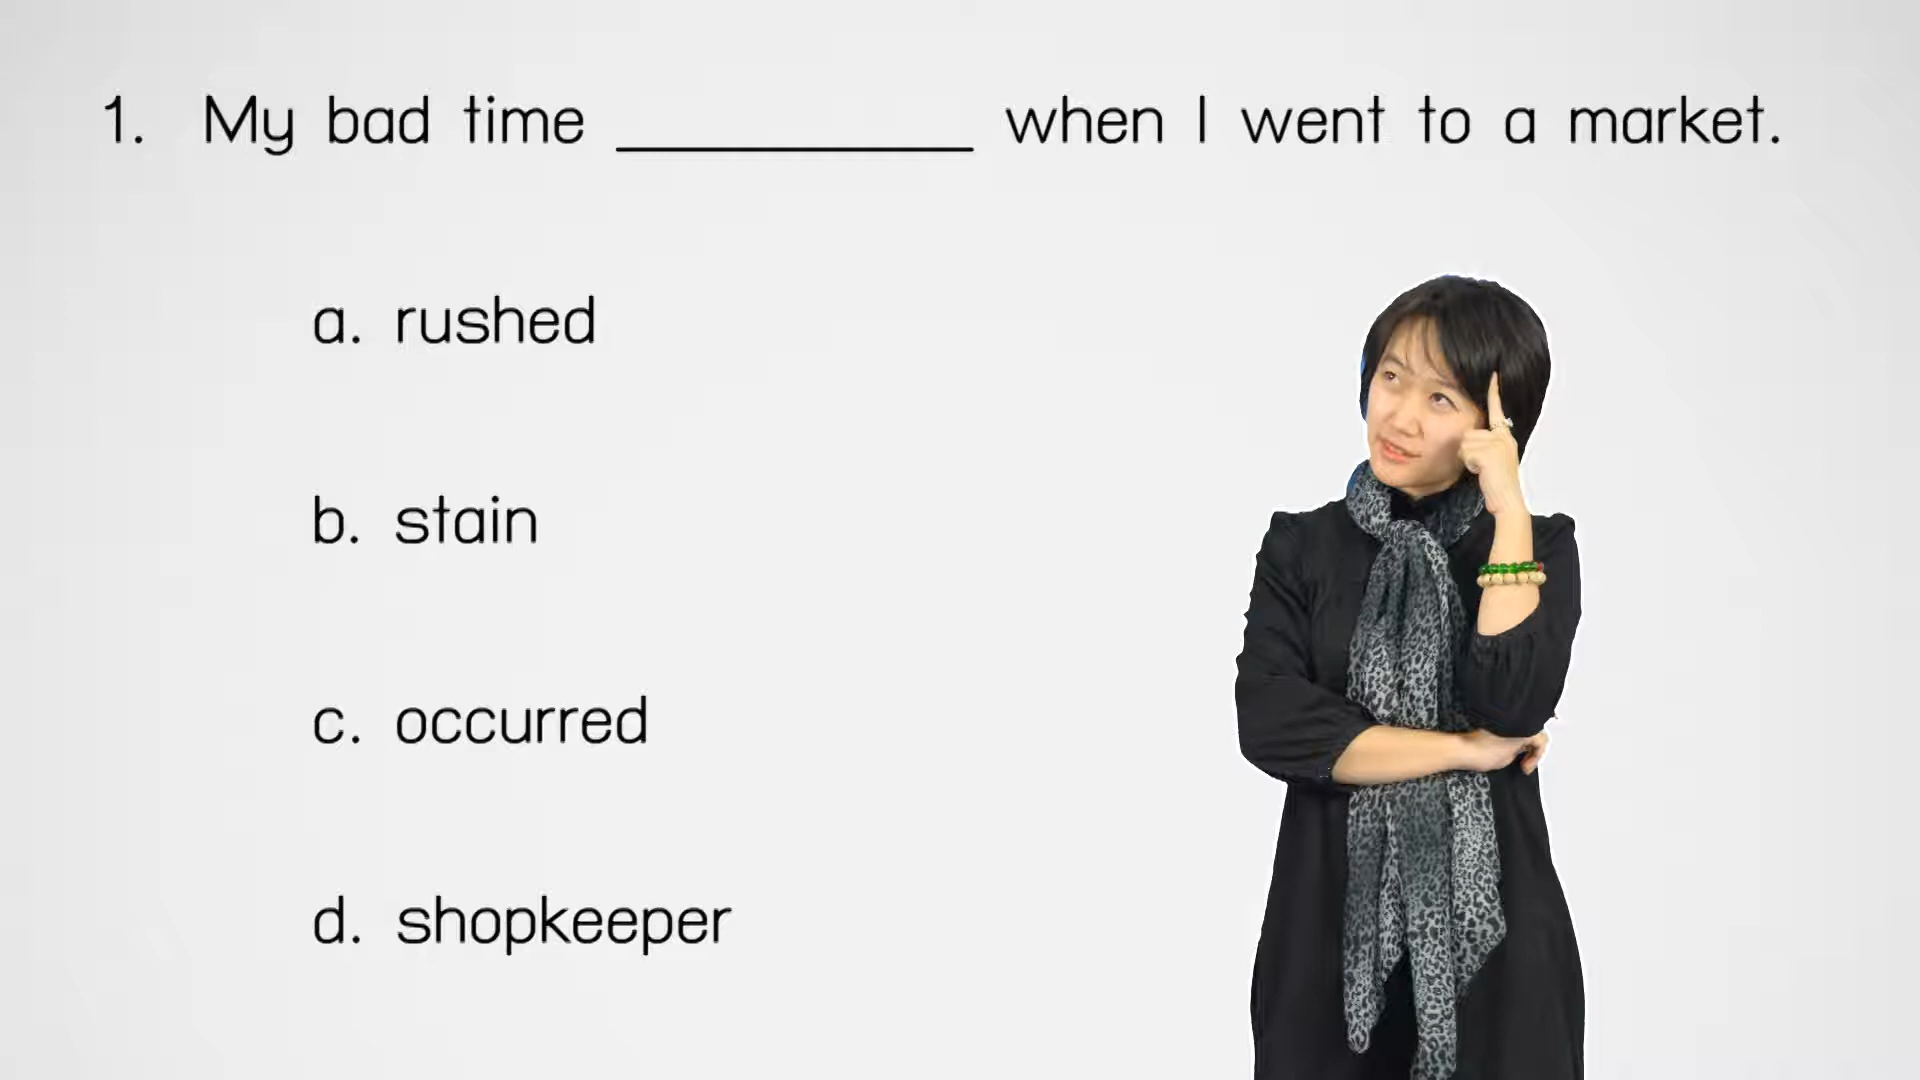 1. My bad time __________ when I went to a market.
a. rushed
b. stain
c. occurred
d. shopkeeper